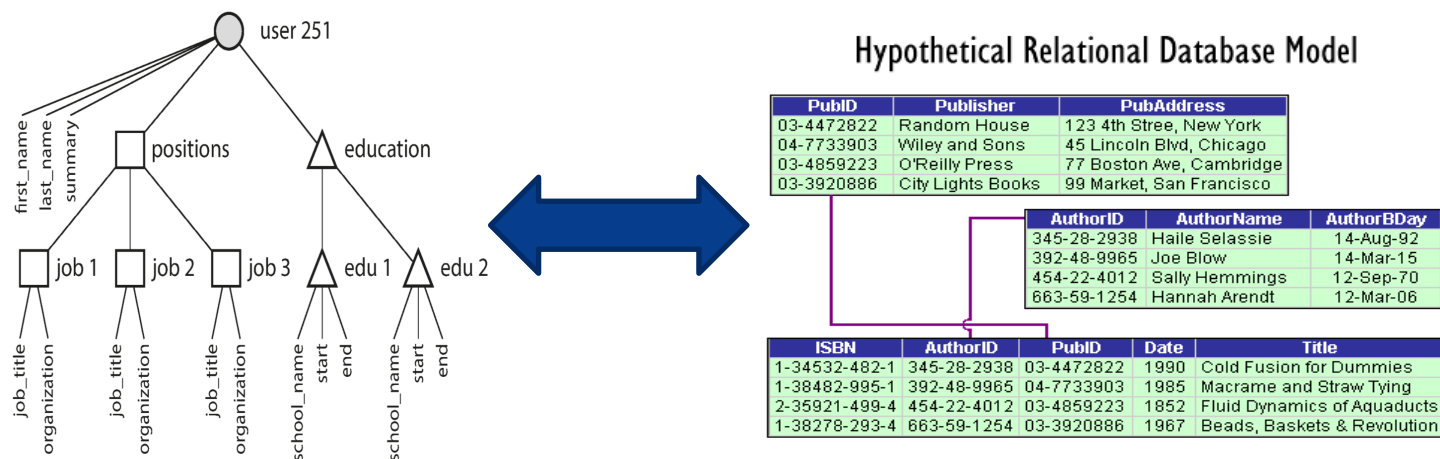 user 251
first_name
last_name
summary
positions
education
job 1
job 2
job 3
edu 1
edu 2
job_title
organization
job_title
organization
job_title
organization
school_name
start
end
school_name
start
end
Hypothetical Relational Database Model
PubID Publisher PubAddress
03-4472822 Random House 123 4th Stree, New York
04-7733903 Wiley and Sons 45 Lincoln Blvd, Chicago
03-4859223 O'Reilly Press 77 Boston Ave, Cambridge
03-3920886 City Lights Books 99 Market, San Francisco
AuthorID AuthorName AuthorBDay
345-28-2938 Haile Selassie 14-Aug-92
392-48-9965 Joe Blow 14-Mar-15
454-22-4012 Sally Hemmings 12-Sep-70
663-59-1254 Hannah Arendt 12-Mar-06
ISBN AuthorID PubID Date Title
1-34532-482-1 345-28-2938 03-4472822 1990 Cold Fusion for Dummies
1-38482-995-1 392-48-9965 04-7733903 1985 Macrame and Straw Tying
2-35921-499-4 454-22-4012 03-4859223 1852 Fluid Dynamics of Aquaducts
1-38278-293-4 663-59-1254 03-3920886 1967 Beads, Baskets & Revolution